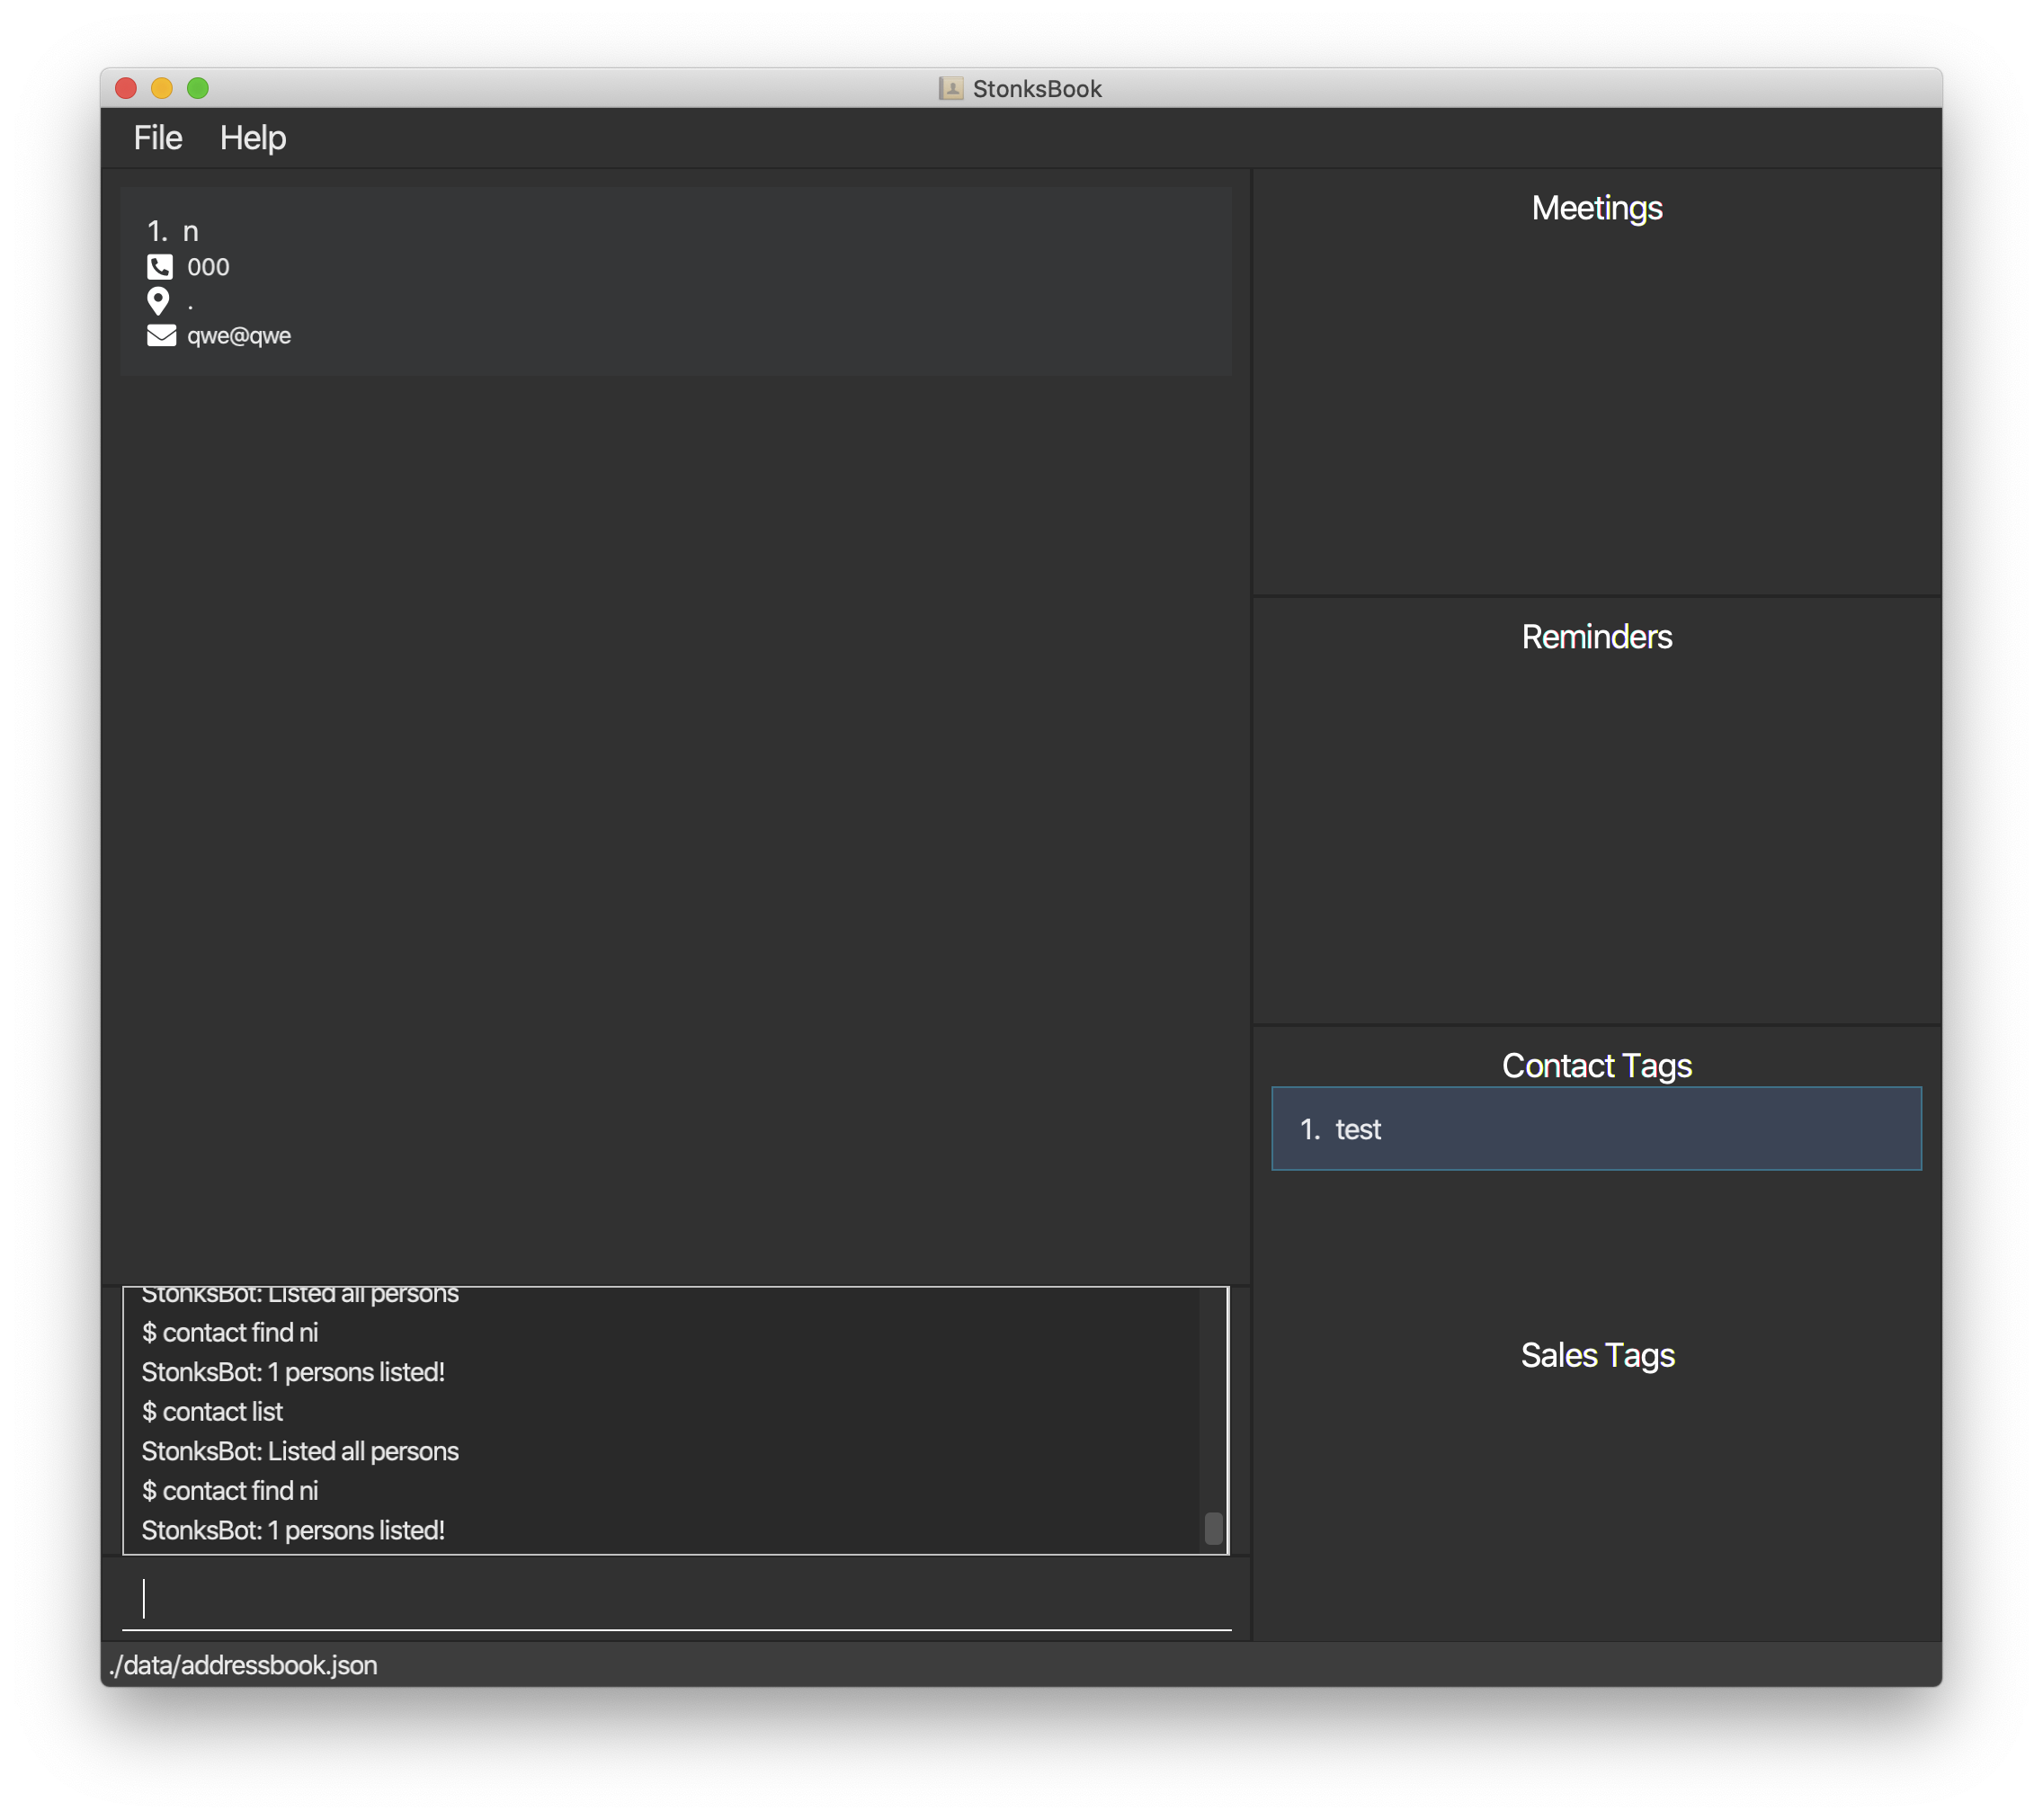 StonksBook
File Help
1. n
000
.
qwe@qwe
Meetings
Reminders
Contact Tags
1. test
Sales Tags
StonksBot: Listed all persons
$ contact find ni
StonksBot: 1 persons listed!
$ contact list
StonksBot: Listed all persons
$ contact find ni
StonksBot: 1 persons listed!
./data/addressbook.json